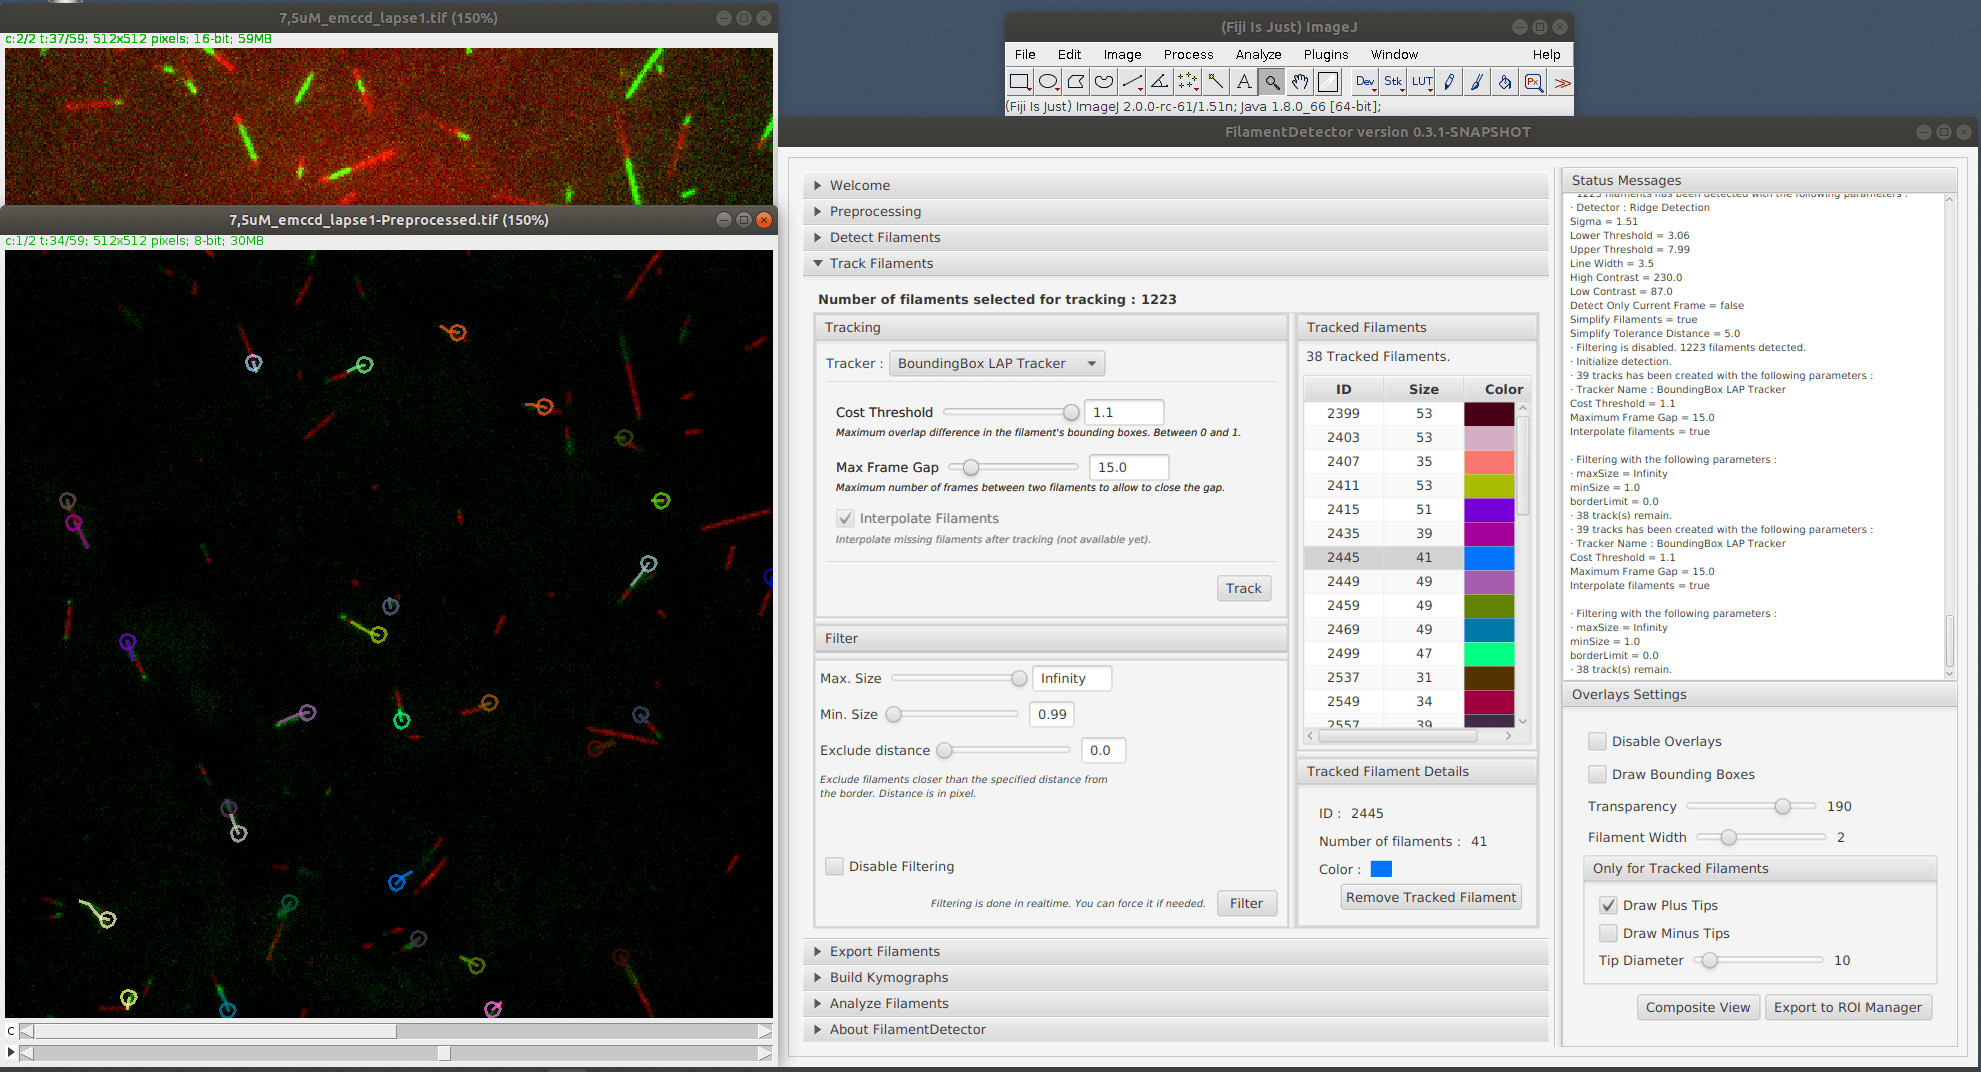 7,5uM_emccd_lapse1.tif (150%)
c:2/2 t:37/59; 512x512 pixels; 16-bit; 59MB
7,5uM_emccd_lapse1-Preprocessed.tif (150%)
c:1/2 t:34/59; 512x512 pixels; 8-bit; 30MB
c
(Fiji Is Just) ImageJ
File Edit Image Process Analyze Plugins Window Help
A Dev Stk LUT Px >>
(Fiji Is Just) ImageJ 2.0.0-rc-61/1.51n; Java 1.8.0_66 [64-bit];
FilamentDetector version 0.3.1-SNAPSHOT
Welcome
Preprocessing
Detect Filaments
Track Filaments
Number of filaments selected for tracking : 1223
Tracking
Tracker : BoundingBox LAP Tracker
Cost Threshold 1.1
Maximum overlap difference in the filament's bounding boxes. Between 0 and 1.
Max Frame Gap 15.0
Maximum number of frames between two filaments to allow to close the gap.
Interpolate Filaments
Interpolate missing filaments after tracking (not available yet).
Track
Filter
Max. Size Infinity
Min. Size 0.99
Exclude distance 0.0
Exclude filaments closer than the specified distance from
the border. Distance is in pixel.
Disable Filtering
Filtering is done in realtime. You can force it if needed. Filter
Tracked Filaments
38 Tracked Filaments.
ID Size Color
2399 53
2403 53
2407 35
2411 53
2415 51
2435 39
2445 41
2449 49
2459 49
2469 49
2499 47
2537 31
2549 34
2557 39
Tracked Filament Details
ID : 2445
Number of filaments : 41
Color :
Remove Tracked Filament
Export Filaments
Build Kymographs
Analyze Filaments
About FilamentDetector
Status Messages
· 1223 filaments has been detected with the following parameters :
· Detector : Ridge Detection
Sigma = 1.51
Lower Threshold = 3.06
Upper Threshold = 7.99
Line Width = 3.5
High Contrast = 230.0
Low Contrast = 87.0
Detect Only Current Frame = false
Simplify Filaments = true
Simplify Tolerance Distance = 5.0
· Filtering is disabled. 1223 filaments detected.
· Initialize detection.
· 39 tracks has been created with the following parameters :
· Tracker Name : BoundingBox LAP Tracker
Cost Threshold = 1.1
Maximum Frame Gap = 15.0
Interpolate filaments = true
· Filtering with the following parameters :
· maxSize = Infinity
minSize = 1.0
borderLimit = 0.0
· 38 track(s) remain.
· 39 tracks has been created with the following parameters :
· Tracker Name : BoundingBox LAP Tracker
Cost Threshold = 1.1
Maximum Frame Gap = 15.0
Interpolate filaments = true
· Filtering with the following parameters :
· maxSize = Infinity
minSize = 1.0
borderLimit = 0.0
· 38 track(s) remain.
Overlays Settings
Disable Overlays
Draw Bounding Boxes
Transparency 190
Filament Width 2
Only for Tracked Filaments
Draw Plus Tips
Draw Minus Tips
Tip Diameter 10
Composite View Export to ROI Manager